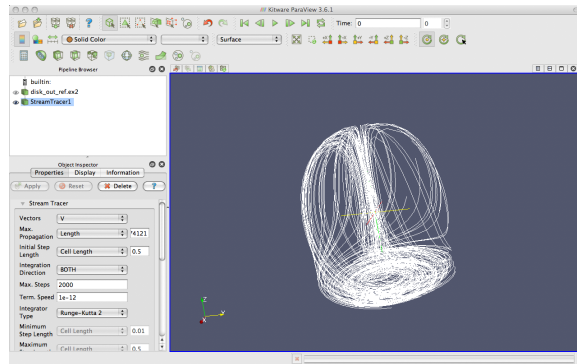 Kitware ParaView 3.6.1
Time: 0 0
Solid Color Surface
Pipeline Browser
builtin:
disk_out_ref.ex2
StreamTracer1
Object Inspector
Properties Display Information
Apply Reset Delete ?
Stream Tracer
Vectors V
Max. Propagation Length *4121
Initial Step Length Cell Length 0.5
Integration Direction BOTH
Max. Steps 2000
Term. Speed 1e-12
Integrator Type Runge-Kutta 2
Minimum Step Length Cell Length 0.01
Maximum Cell Length 0.5
Z
Y
X